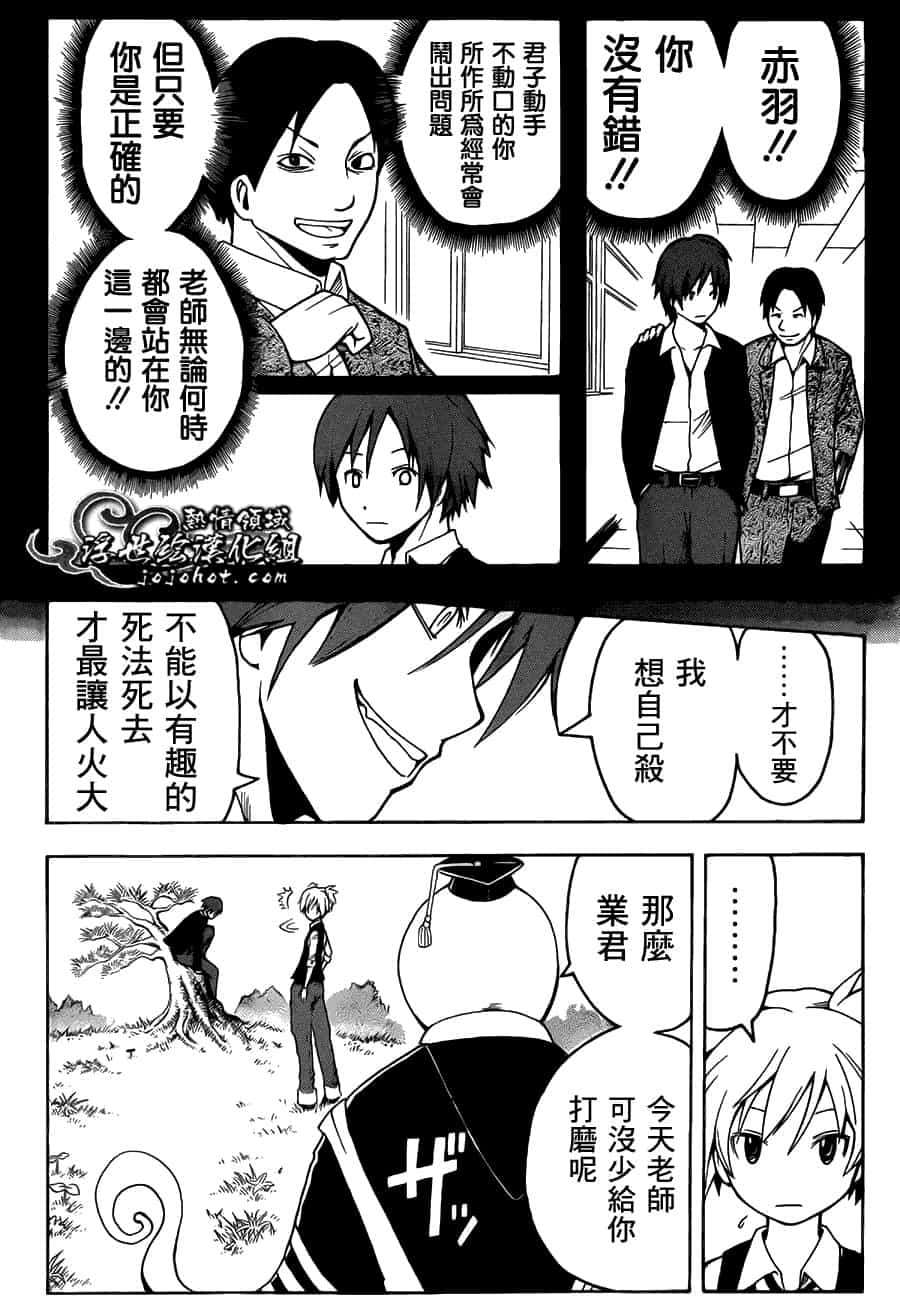 赤羽!!
你
沒有錯!!
君子動手
不動口的你
所作所為經常會
鬧出問題
但只要
你是正確的
老師無論何時
都會站在你
這一邊的!!
熱情領域
浮世绘漢化組
jojohot.com
……才不要
我
想自己殺
不能以有趣的
死法死去
才最讓人火大
………
那麼
業君
今天老師
可沒少給你
打磨呢
ザッ